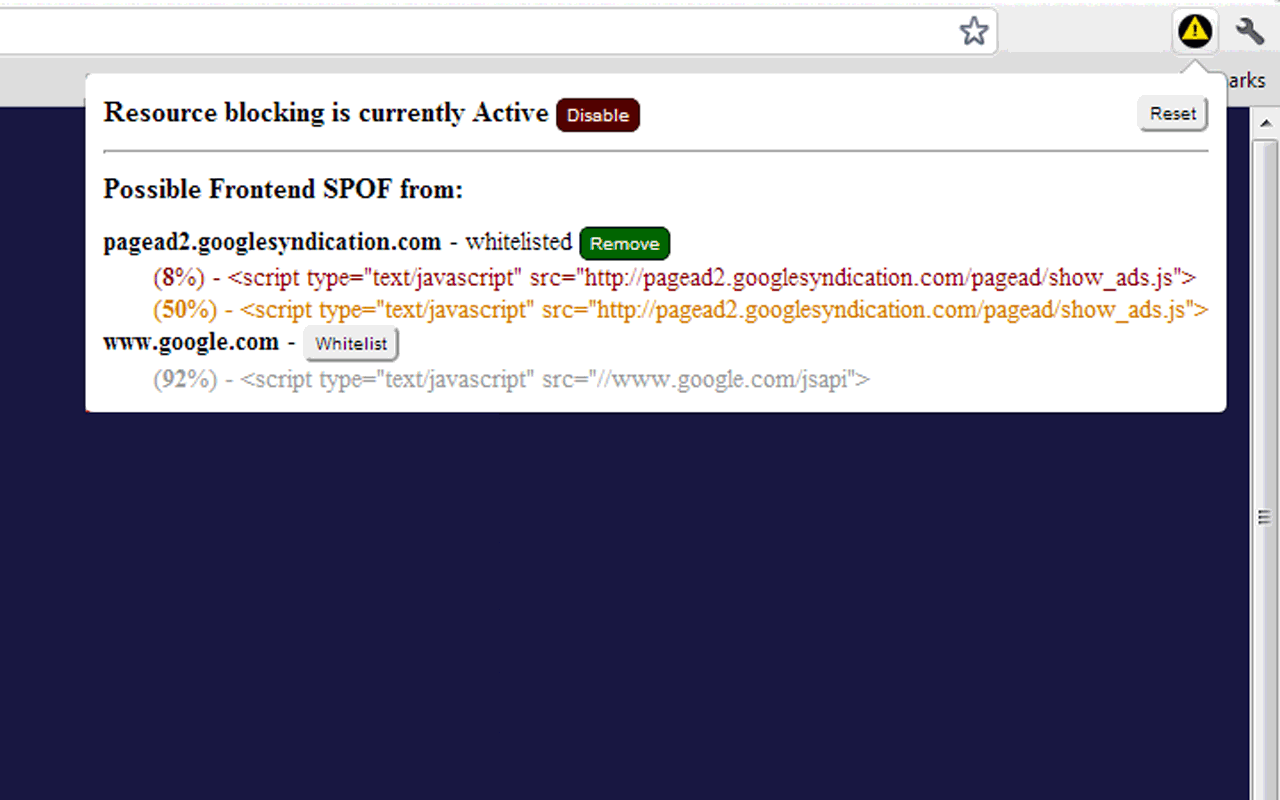 arks
Resource blocking is currently Active Disable Reset
Possible Frontend SPOF from:
pagead2.googlesyndication.com - whitelisted Remove
(8%) - <script type="text/javascript" src="http://pagead2.googlesyndication.com/pagead/show_ads.js">
(50%) - <script type="text/javascript" src="http://pagead2.googlesyndication.com/pagead/show_ads.js">
www.google.com - Whitelist
(92%) - <script type="text/javascript" src="//www.google.com/jsapi">